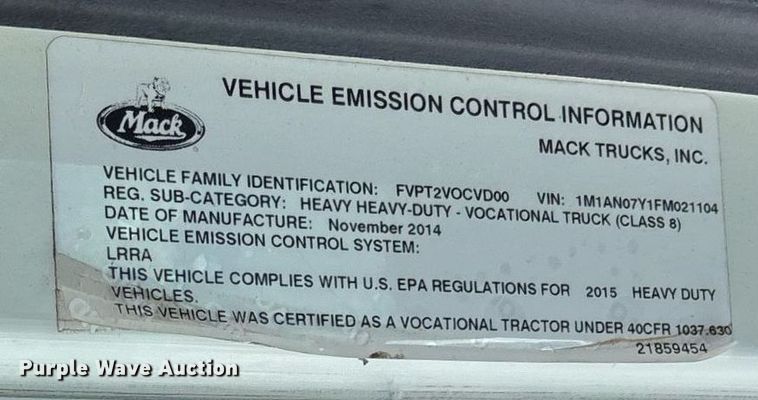 Mack
VEHICLE EMISSION CONTROL INFORMATION
MACK TRUCKS, INC.
VEHICLE FAMILY IDENTIFICATION: FVPT2VOCVD00 VIN: 1M1AN07Y1FM021104
REG. SUB-CATEGORY: HEAVY HEAVY-DUTY - VOCATIONAL TRUCK (CLASS 8)
DATE OF MANUFACTURE: November 2014
VEHICLE EMISSION CONTROL SYSTEM:
LRRA
THIS VEHICLE COMPLIES WITH U.S. EPA REGULATIONS FOR 2015 HEAVY DUTY
VEHICLES.
THIS VEHICLE WAS CERTIFIED AS A VOCATIONAL TRACTOR UNDER 40CFR 1037.630
21859454
Purple Wave Auction